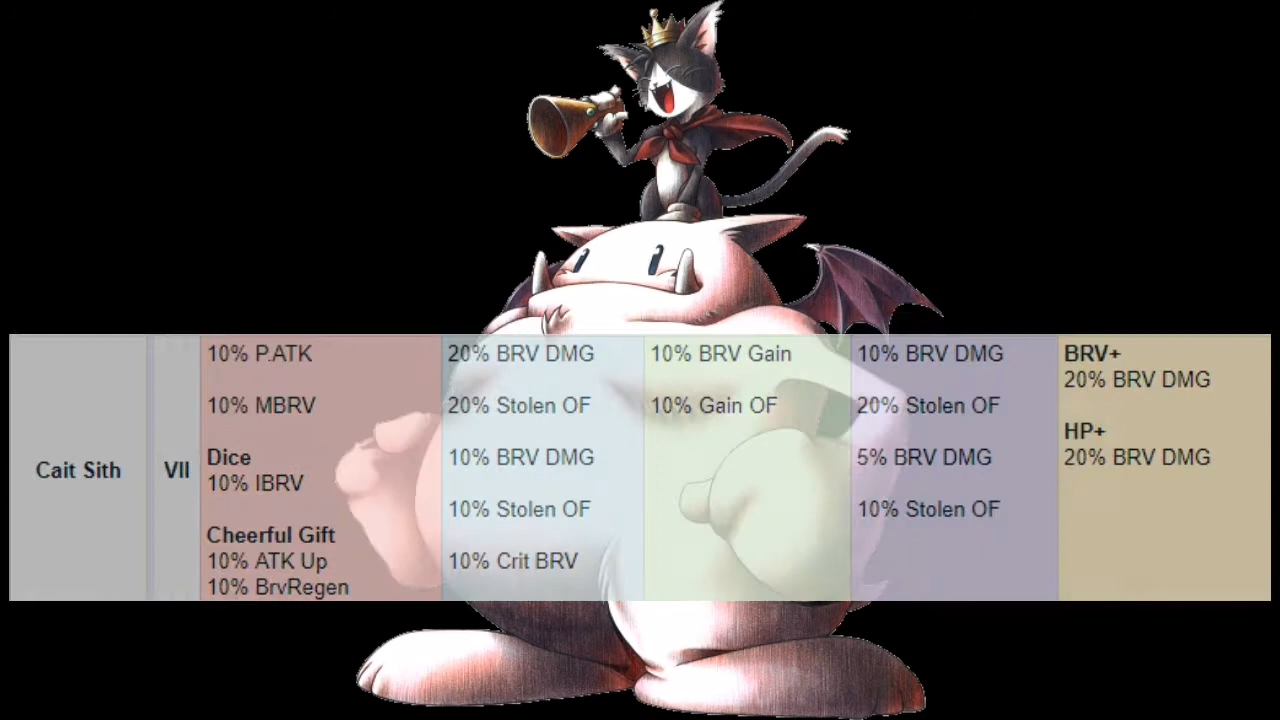 Cait Sith
VII
10% P.ATK
10% MBRV
Dice
10% IBRV
Cheerful Gift
10% ATK Up
10% BrvRegen
20% BRV DMG
20% Stolen OF
10% BRV DMG
10% Stolen OF
10% Crit BRV
10% BRV Gain
10% Gain OF
10% BRV DMG
20% Stolen OF
5% BRV DMG
10% Stolen OF
BRV+
20% BRV DMG
HP+
20% BRV DMG